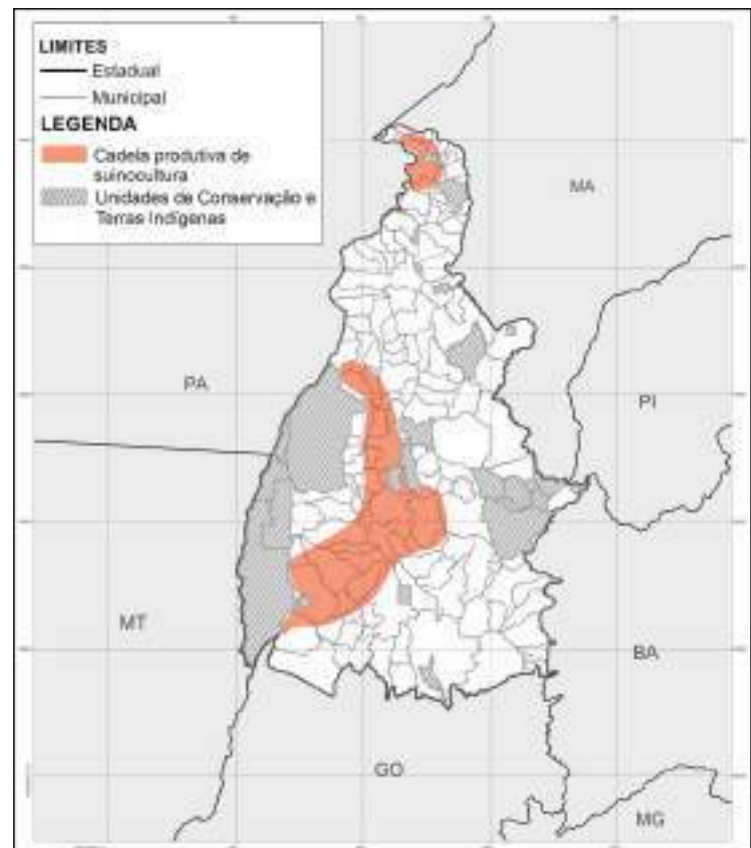 LIMITES
Estadual
Municipal
LEGENDA
Cadeia produtiva de
suinocultura
Unidades de Conservação e
Terras Indígenas
MA
PA
PI
MT
BA
GO
MG